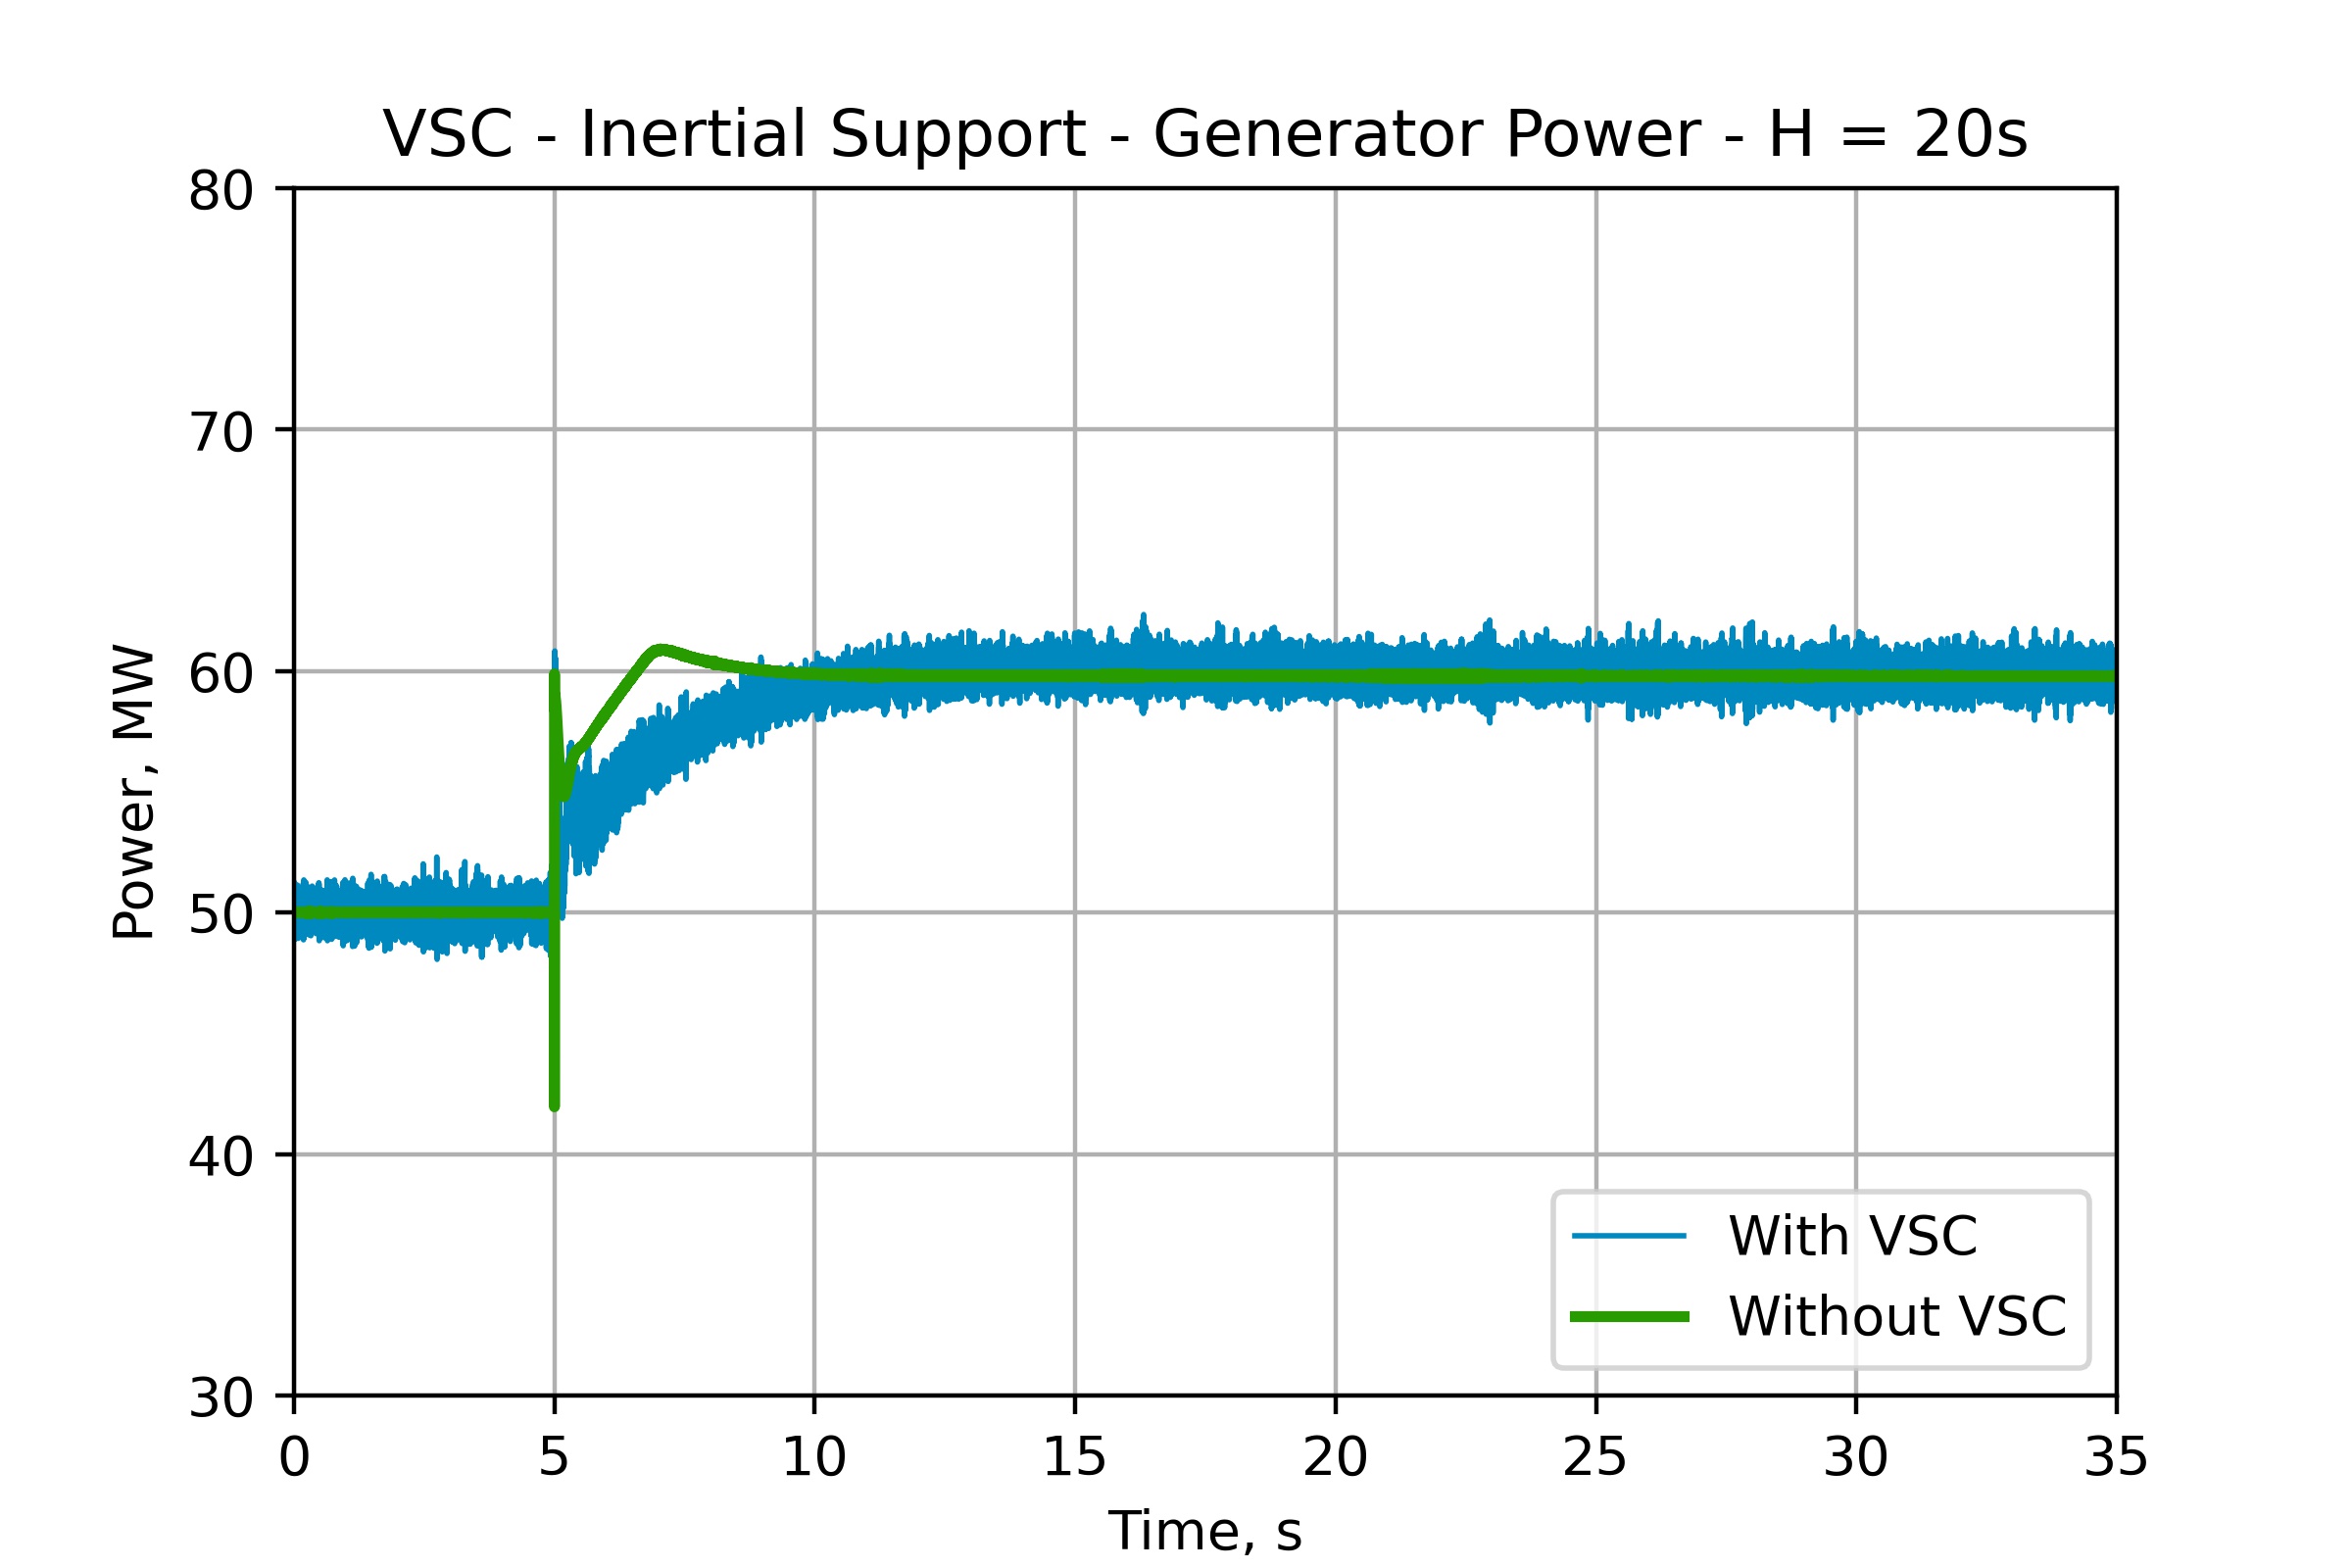 VSC - Inertial Support - Generator Power - H = 20s
80
70
60
50
40
30
Power, MW
0 5 10 15 20 25 30 35
Time, s
With VSC
Without VSC